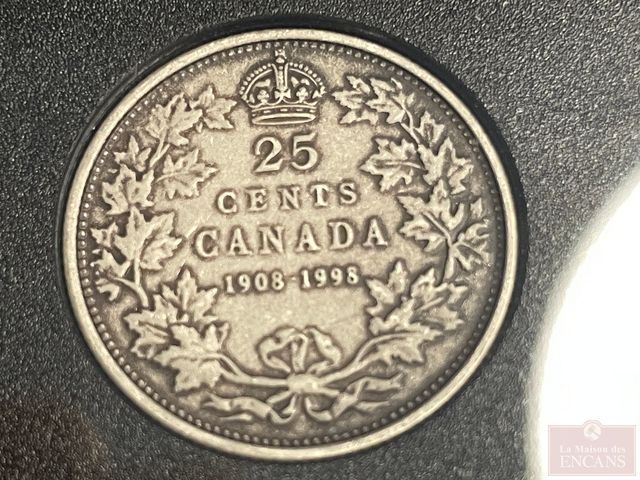 25
CENTS
CANADA
1908-1998
La Maison des
ENCANS